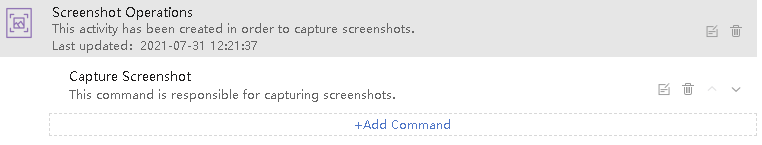 Screenshot Operations
This activity has been created in order to capture screenshots.
Last updated: 2021-07-31 12:21:37
Capture Screenshot
This command is responsible for capturing screenshots.
+Add Command